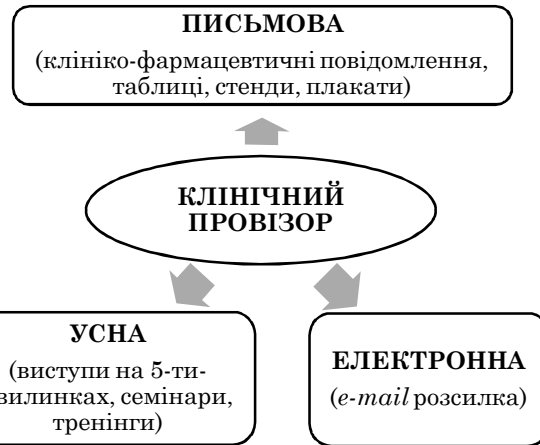 ПИСЬМОВА
(клініко-фармацевтичні повідомлення,
таблиці, стенди, плакати)
КЛІНІЧНИЙ
ПРОВІЗОР
УСНА
(виступи на 5-ти-
вилинках, семінари,
тренінги)
ЕЛЕКТРОННА
(e-mail розсилка)